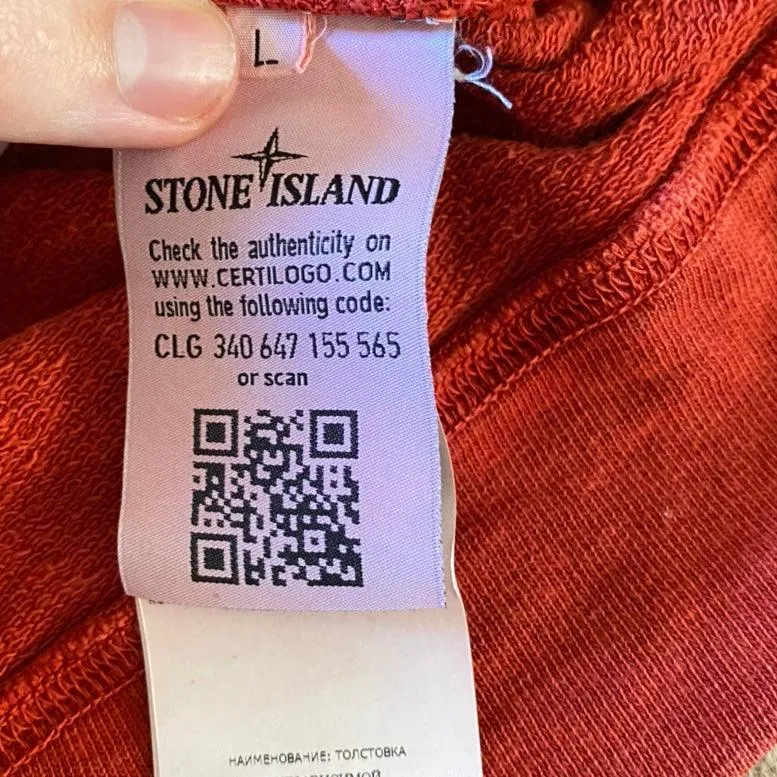 L
STONE ISLAND
Check the authenticity on
WWW.CERTILOGO.COM
using the following code:
CLG 340 647 155 565
or scan
НАИМЕНОВАНИЕ: ТОЛСТОВКА